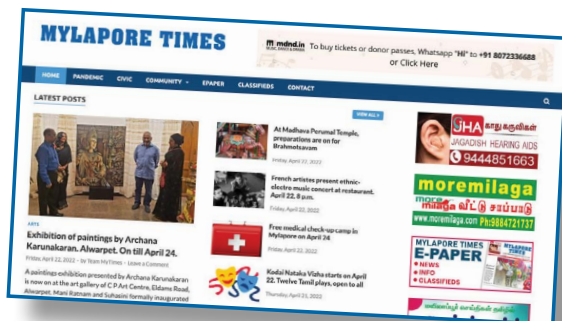 MYLAPORE TIMES
mdnd.in
To buy tickets or donor passes, Whatsapp "Hi" to +91 8072336688
or Click Here
HOME PANDEMIC CIVIC COMMUNITY EPAPER CLASSIFIEDS CONTACT
LATEST POSTS
VIEW ALL
ARTS
Exhibition of paintings by Archana
Karunakaran. Alwarpet. On till April 24.
Friday, April 22, 2022 - by Team MyTimes - Leave a Comment
A paintings exhibition presented by Archana Karunakaran
is now on at the art gallery of C P Art Centre, Eldams Road,
Alwarpet. Mani Ratnam and Suhasini formally inaugurated
At Madhava Perumal Temple,
preparations are on for
Brahmotsavam
Friday, April 22, 2022
French artistes present ethnic-
electro music concert at restaurant.
April 22, 8 p.m.
Friday, April 22, 2022
Free medical check-up camp in
Mylapore on April 24
Friday, April 22, 2022
Kodai Nataka Vizha starts on April
22. Twelve Tamil plays, open to all
Thursday, April 21, 2022
JHA காது கருவிகள்
JAGADISH HEARING AIDS
9444851663
moremilaga
more milaga வீட்டு சாப்பாடு
www.moremilaga.com Ph:9884721737
MYLAPORE TIMES
E-PAPER
• NEWS
• INFO
• CLASSIFIEDS
MYLAPORE TIMES